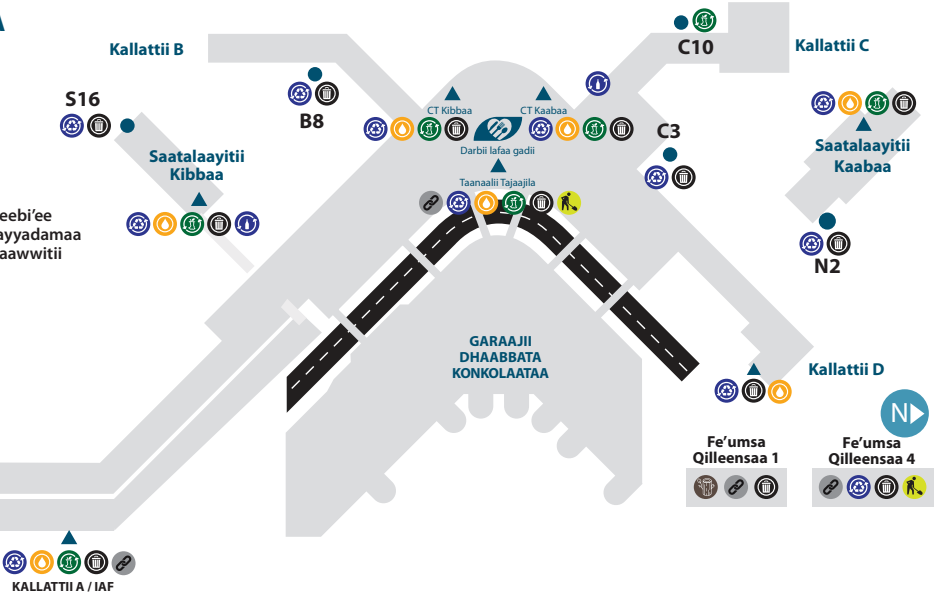 Kallattii B
C10
Kallattii C
S16
B8
CT Kibbaa
CT Kaabaa
C3
Darbii lafaa gadii
Saatalaayitii
Kibbaa
Saatalaayitii
Kaabaa
Taanaalii Tajaajila
N2
GARAAJII
DHAABBATA
KONKOLAATAA
Kallattii D
N
Fe'umsa
Qilleensaa 1
Fe'umsa
Qilleensaa 4
KALLATTII A / IAF